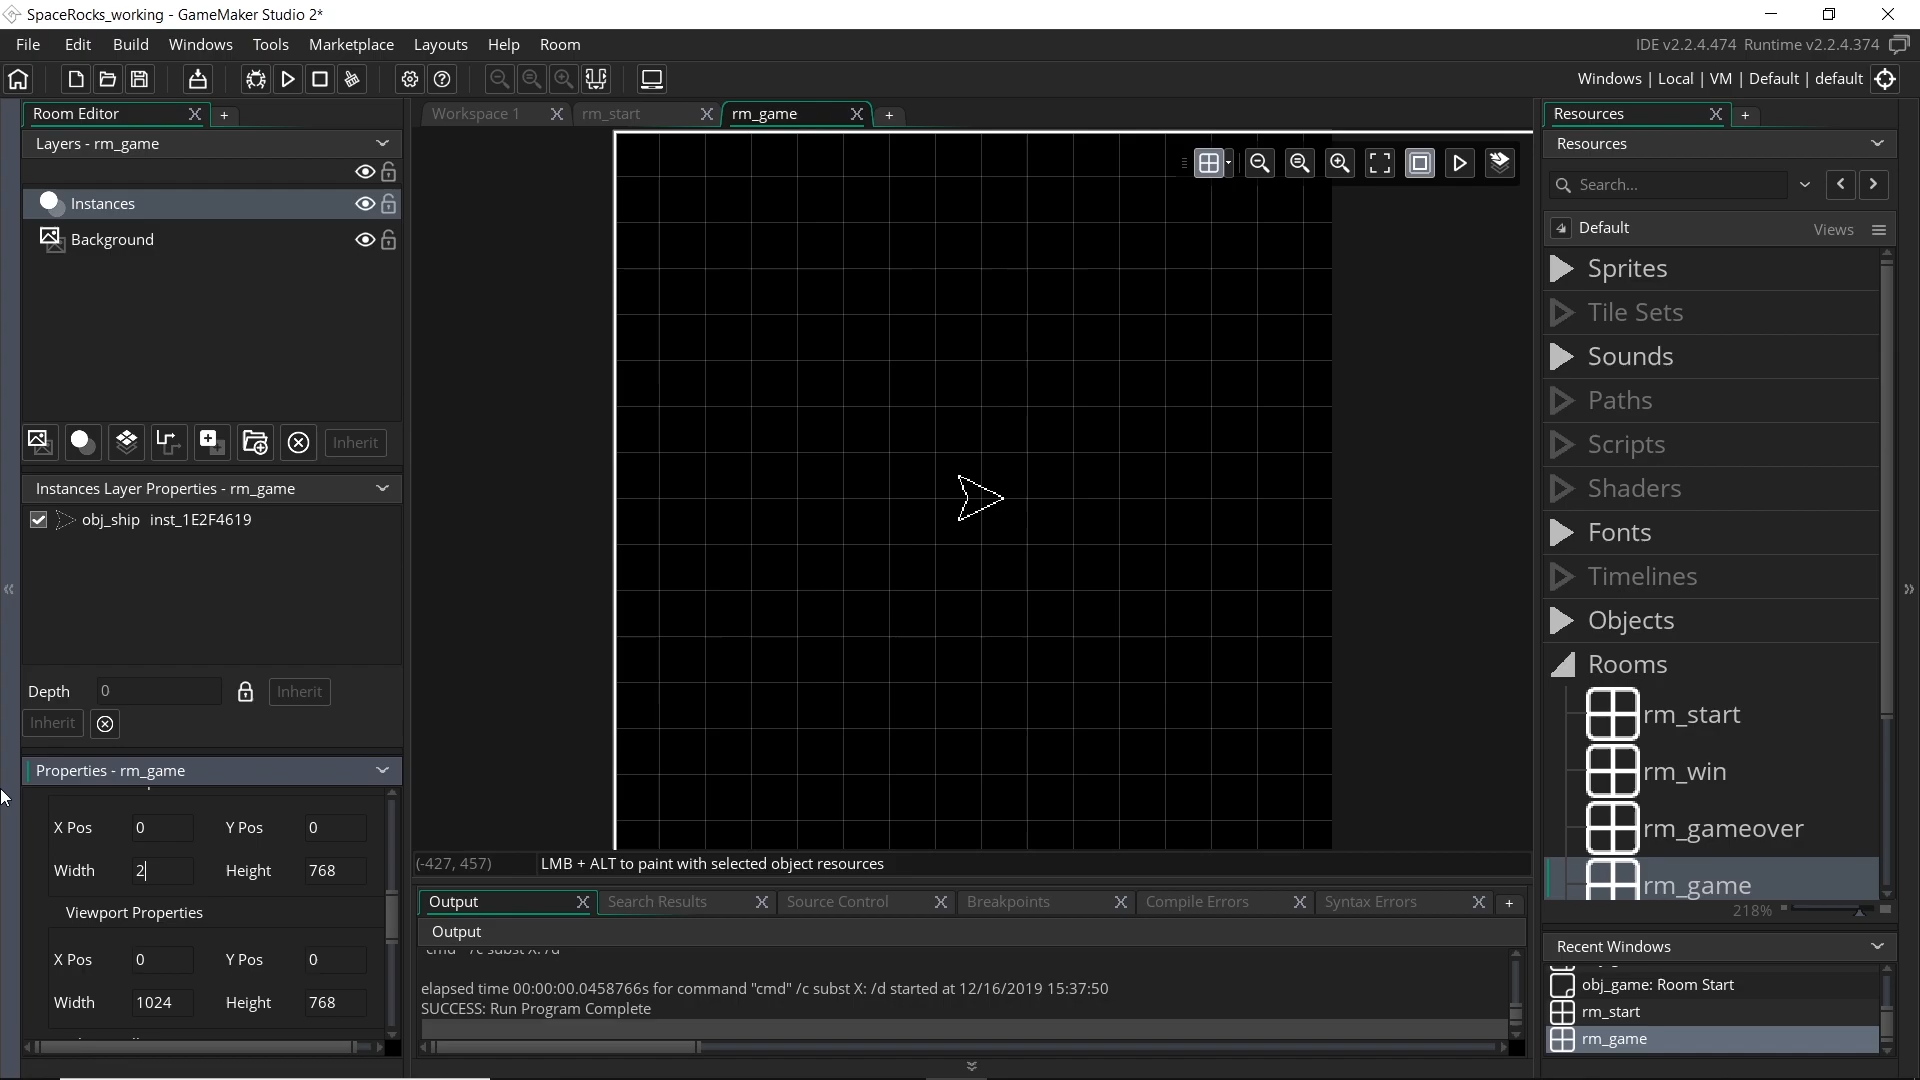 SpaceRocks_working - GameMaker Studio 2*
File Edit Build Windows Tools Marketplace Layouts Help Room
IDE v2.2.4.474 Runtime v2.2.4.374
Windows | Local | VM | Default | default
Room Editor
Workspace 1
rm_start
rm_game
Resources
Layers - rm_game
Resources
Search...
Instances
Background
Default
Views
Sprites
Tile Sets
Sounds
Paths
Scripts
Shaders
Fonts
Timelines
Objects
Rooms
rm_start
rm_win
rm_gameover
rm_game
218%
Inherit
Instances Layer Properties - rm_game
obj_ship inst_1E2F4619
Depth 0 Inherit
Inherit
Properties - rm_game
X Pos 0 Y Pos 0
Width 2 Height 768
Viewport Properties
X Pos 0 Y Pos 0
Width 1024 Height 768
(-427, 457) LMB + ALT to paint with selected object resources
Output Search Results Source Control Breakpoints Compile Errors Syntax Errors
Output
elapsed time 00:00:00.0458766s for command "cmd" /c subst X: /d started at 12/16/2019 15:37:50
SUCCESS: Run Program Complete
Recent Windows
obj_game: Room Start
rm_start
rm_game